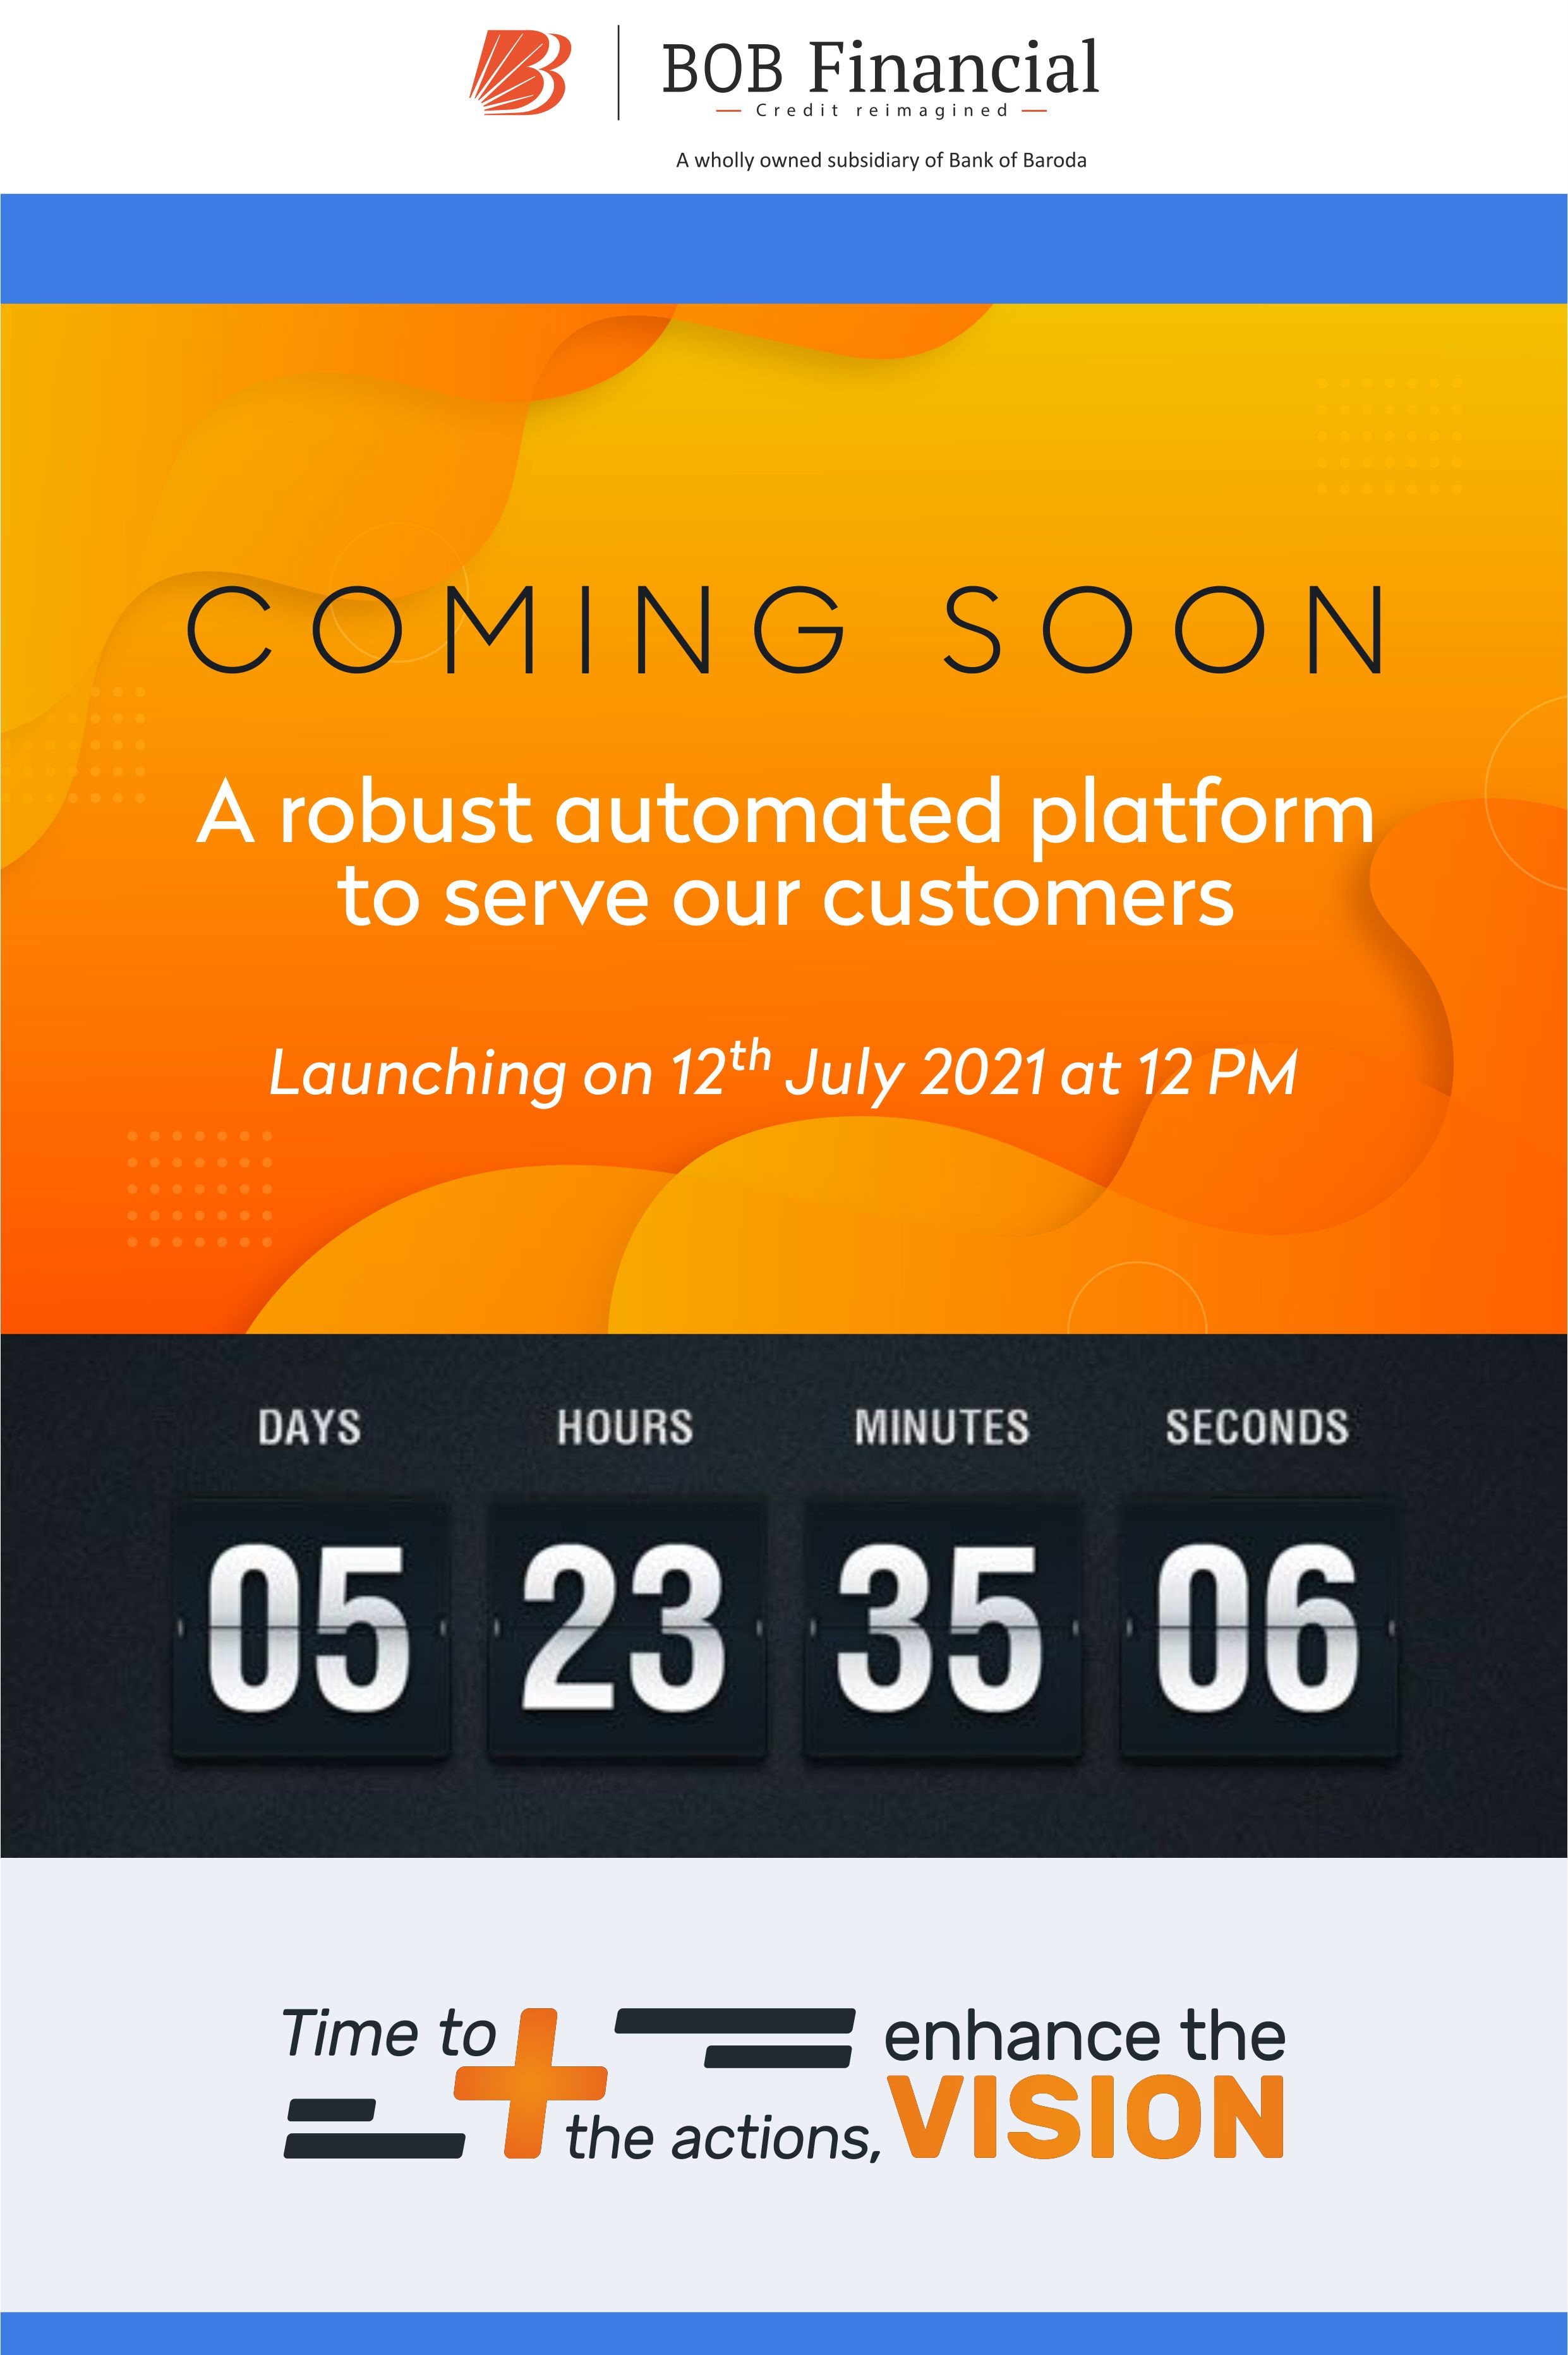 BOB Financial
Credit reimagined
A wholly owned subsidiary of Bank of Baroda
COMING SOON
A robust automated platform
to serve our customers
Launching on 12th July 2021 at 12 PM
DAYS HOURS MINUTES SECONDS
05 23 35 06
Time to
+
the actions,
enhance the
VISION